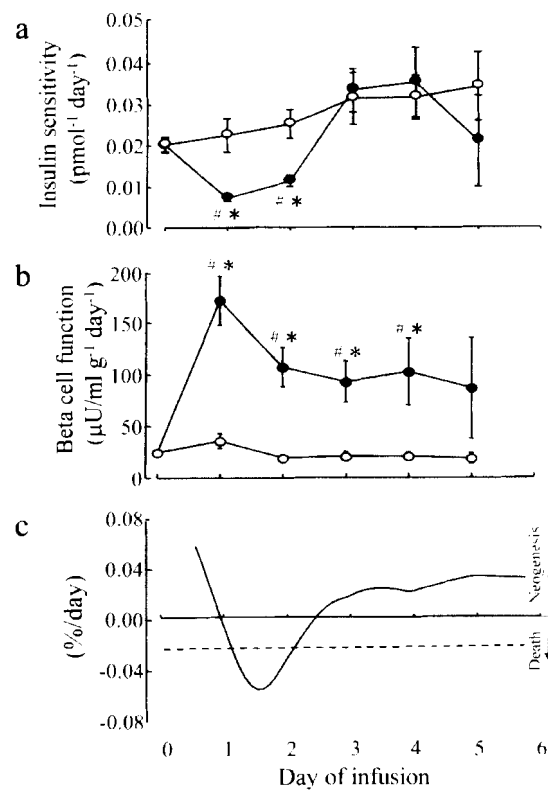 a
Insulin sensitivity
(pmol⁻¹ day⁻¹)
0.05
0.04
0.03
0.02
0.01
0.00
# *
# *
b
Beta cell function
(μU/ml g⁻¹ day⁻¹)
200
150
100
50
0
# *
# *
# *
# *
c
(%/day)
0.08
0.04
0
-0.04
-0.08
Neogenesis
Death
0 1 2 3 4 5 6
Day of infusion